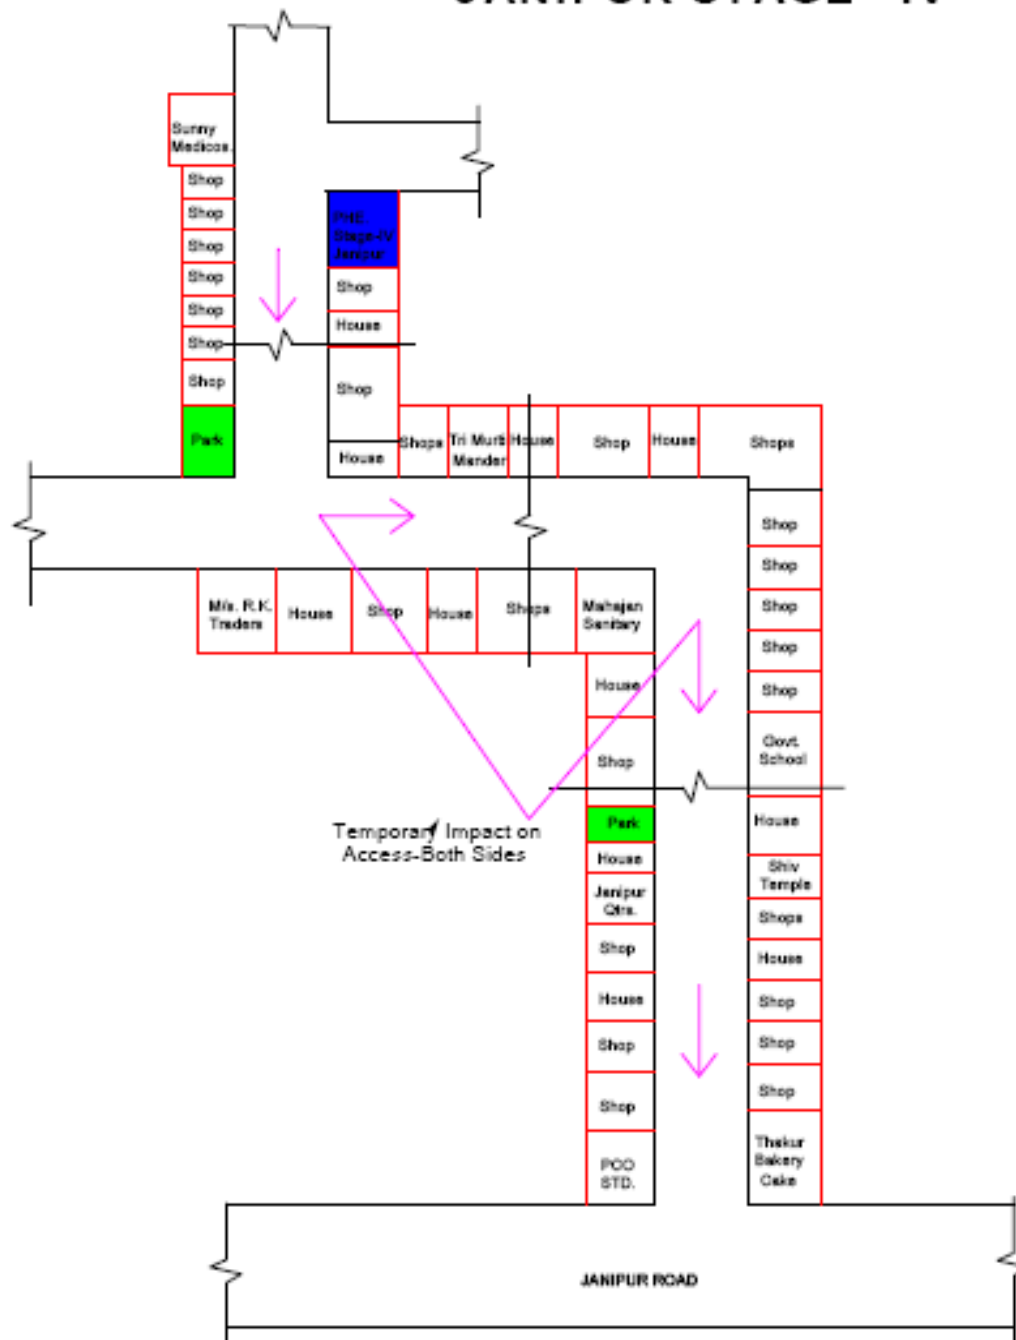 JANIPUR STAGE - IV
Sunny
Medicos.
Shop
Shop
Shop
Shop
Shop
Shop
Shop
Park
PHE.
Stage-IV
Janipur
Shop
House
Shop
House
Shops
Tri Murti
Mander
House
Shop
House
Shops
M/s. R.K.
Traders
House
Shop
House
Shops
Mahajan
Sanitary
House
Shop
Park
House
Janipur
Qtrs.
Shop
House
Shop
Shop
PCO
STD.
Shop
Shop
Shop
Shop
Shop
Govt.
School
House
Shiv
Temple
Shops
House
Shop
Shop
Shop
Thakur
Bakery
Cake
Temporary Impact on
Access-Both Sides
JANIPUR ROAD